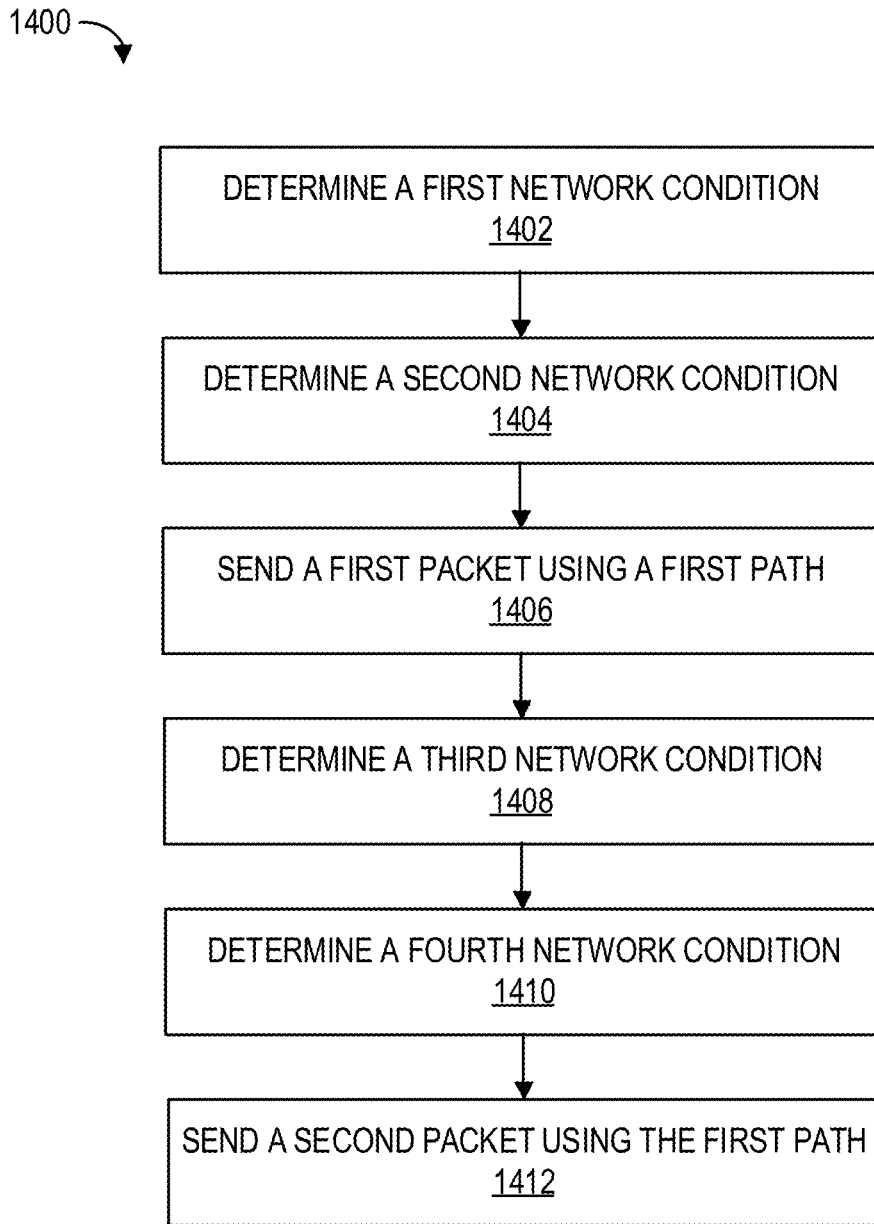 1400
DETERMINE A FIRST NETWORK CONDITION
1402
DETERMINE A SECOND NETWORK CONDITION
1404
SEND A FIRST PACKET USING A FIRST PATH
1406
DETERMINE A THIRD NETWORK CONDITION
1408
DETERMINE A FOURTH NETWORK CONDITION
1410
SEND A SECOND PACKET USING THE FIRST PATH
1412